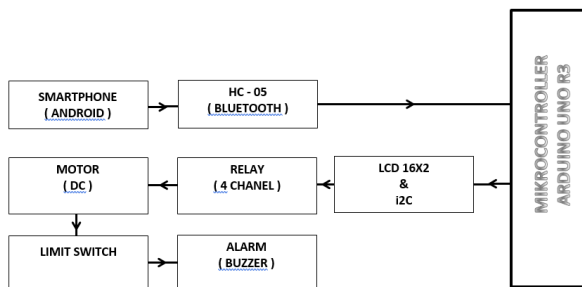 SMARTPHONE
( ANDROID )
HC - 05
( BLUETOOTH )
MIKROCONTROLLER
ARDUINO UNO R3
MOTOR
( DC )
RELAY
( 4 CHANEL )
LCD 16X2
&
i2C
LIMIT SWITCH
ALARM
( BUZZER )